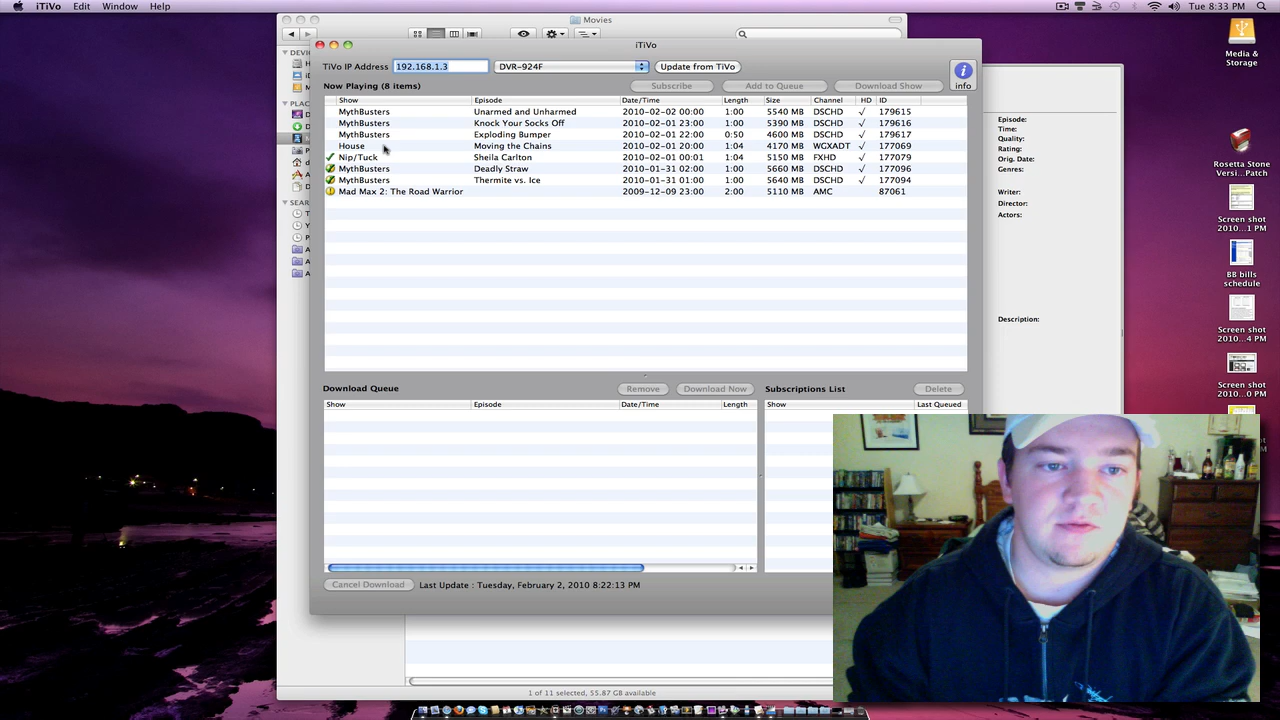 iTiVo Edit Window Help Tue 8:33 PM
Movies
iTiVo
TiVo IP Address 192.168.1.3 DVR-924F Update from TiVo
info
Now Playing (8 items) Subscribe Add to Queue Download Show
Show Episode Date/Time Length Size Channel HD ID
MythBusters Unarmed and Unharmed 2010-02-02 00:00 1:00 5540 MB DSCHD √ 179615
MythBusters Knock Your Socks Off 2010-02-01 23:00 1:00 5150 MB DSCHD √ 179616
MythBusters Exploding Bumper 2010-02-01 22:00 0:50 4600 MB DSCHD √ 179617
House Moving the Chains 2010-02-01 20:00 1:04 4170 MB WGXADT √ 177069
Nip/Tuck Sheila Carlton 2010-02-01 00:01 1:04 5150 MB FXHD √ 177079
MythBusters Deadly Straw 2010-01-31 02:00 1:00 5660 MB DSCHD √ 177096
MythBusters Thermite vs. Ice 2010-01-31 01:00 1:00 5640 MB DSCHD √ 177094
Mad Max 2: The Road Warrior 2009-12-09 23:00 2:00 5110 MB AMC 87061
Download Queue Remove Download Now
Show Episode Date/Time Length
Subscriptions List Delete
Show Last Queued
Cancel Download Last Update : Tuesday, February 2, 2010 8:22:13 PM
1 of 11 selected, 55.87 GB available
Episode:
Time:
Quality:
Rating:
Orig. Date:
Genres:
Writer:
Director:
Actors:
Description:
Media &
Storage
Rosetta Stone
Versi...Patch
Screen shot
2010...1 PM
BB bills
schedule
Screen shot
2010...4 PM
Screen shot
2010...0 PM